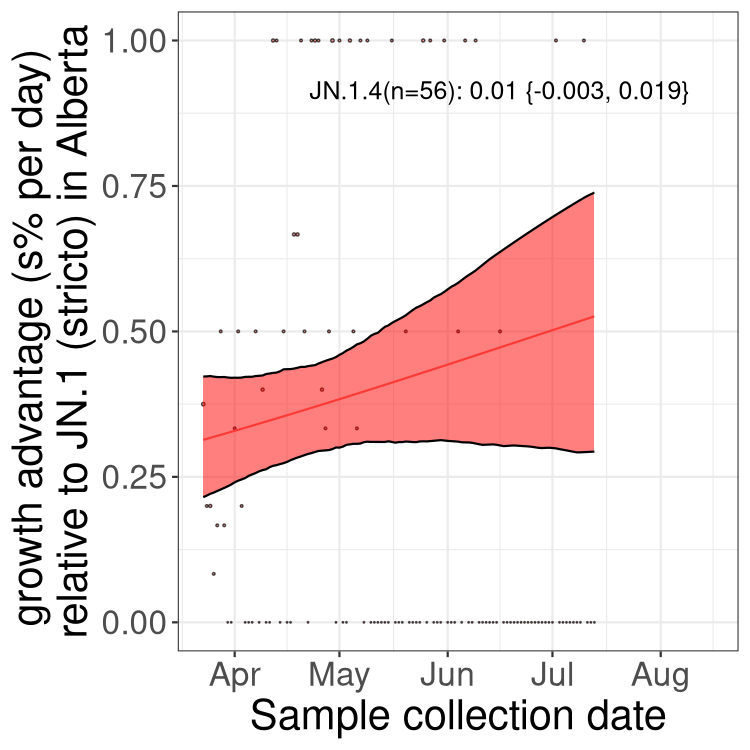 growth advantage (s% per day)
relative to JN.1 (stricto) in Alberta
1.00
0.75
0.50
0.25
0.00
JN.1.4(n=56): 0.01 {-0.003, 0.019}
Apr May Jun Jul Aug
Sample collection date